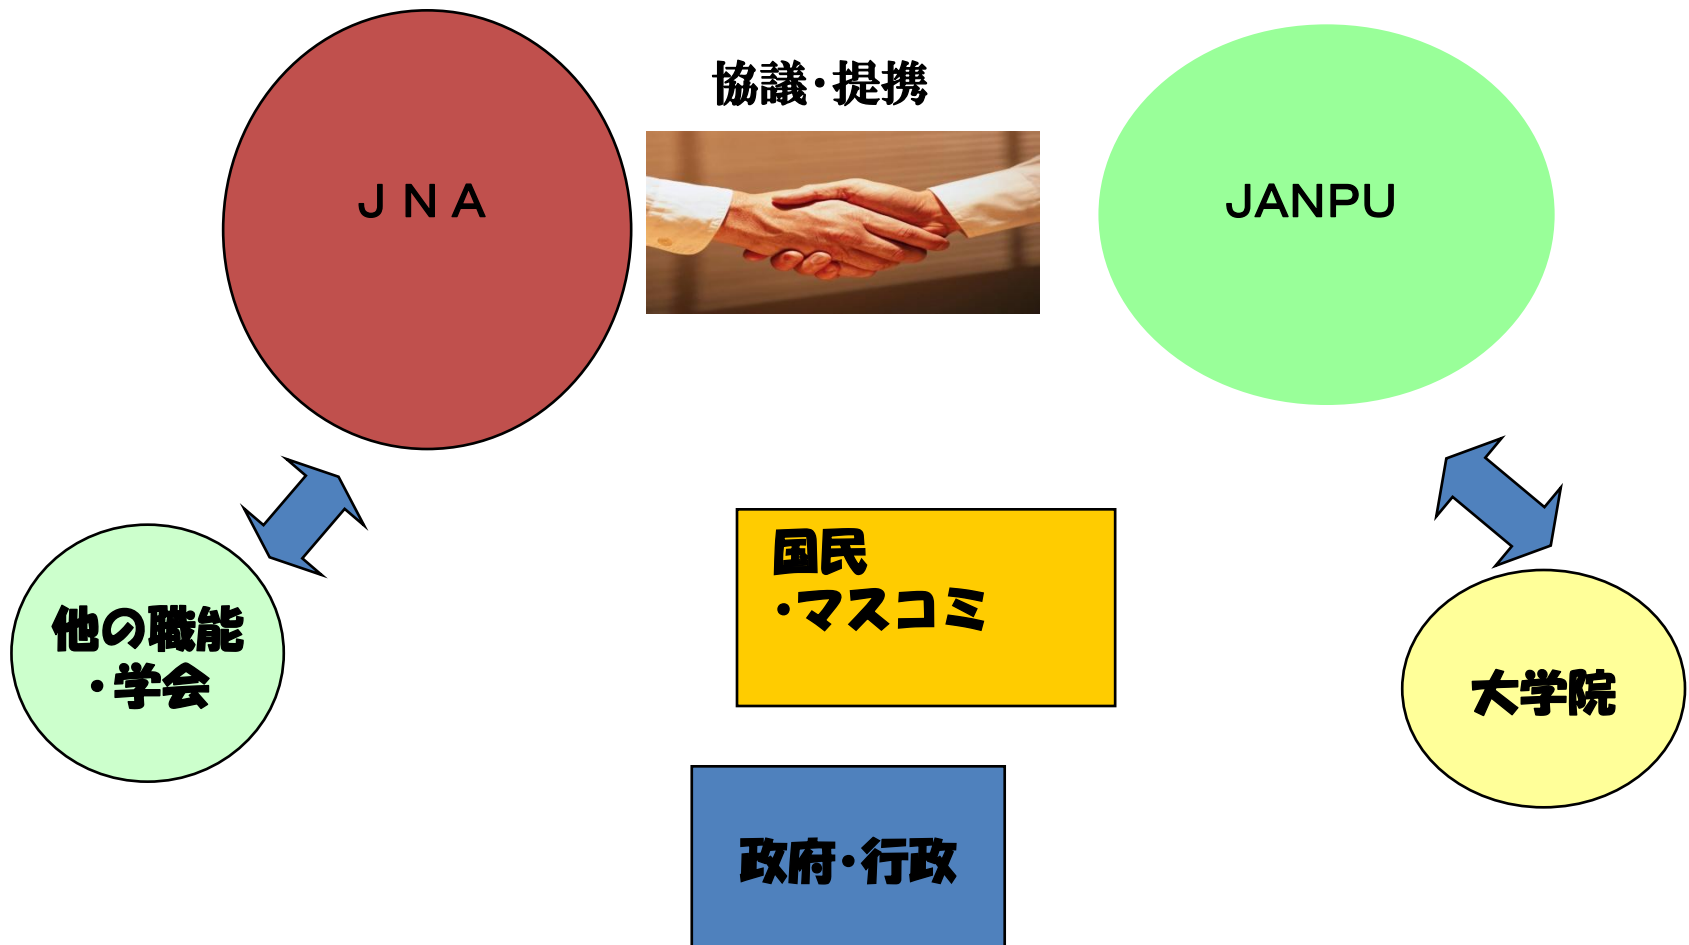 協議・提携
ＪＮＡ
JANPU
国民
・マスコミ
他の職能
・学会
大学院
政府・行政